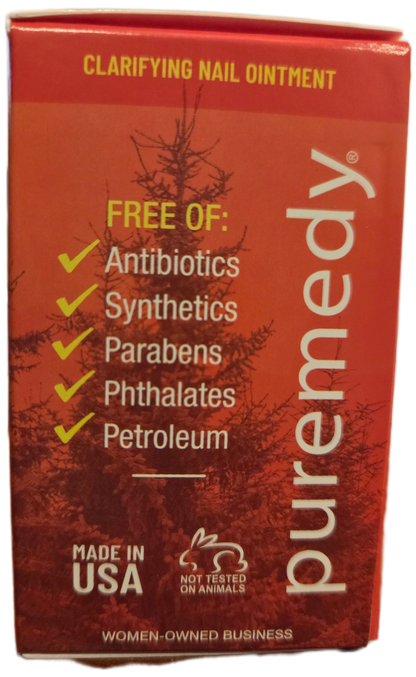 CLARIFYING NAIL OINTMENT
FREE OF:
Antibiotics
Synthetics
Parabens
Phthalates
Petroleum
puremedy®
MADE IN
USA
NOT TESTED
ON ANIMALS
WOMEN-OWNED BUSINESS